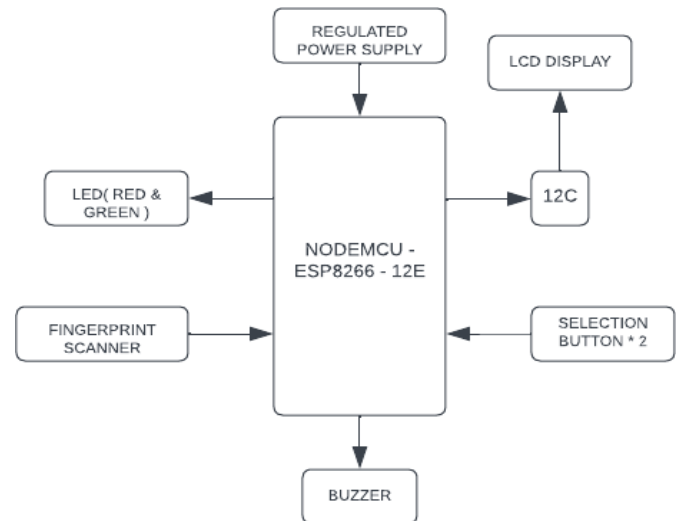 REGULATED
POWER SUPPLY
LCD DISPLAY
LED( RED &
GREEN )
12C
NODEMCU -
ESP8266 - 12E
FINGERPRINT
SCANNER
SELECTION
BUTTON * 2
BUZZER